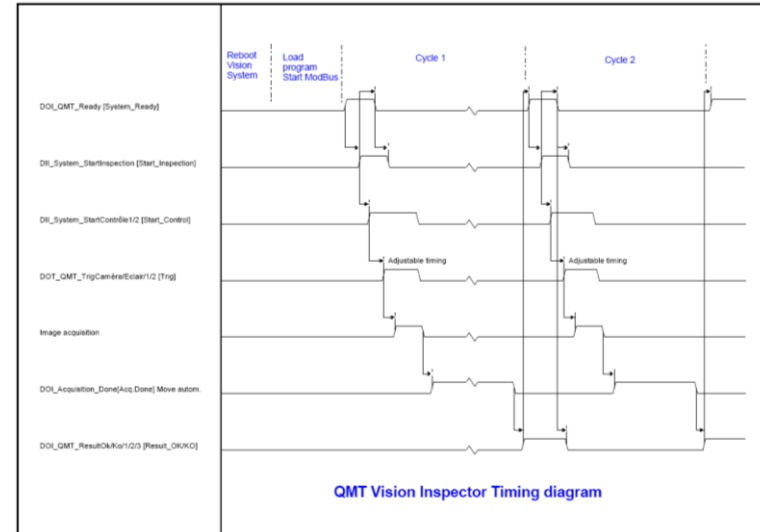 Reboot
Vision
System
Load
program
Start ModBus
Cycle 1
Cycle 2
DOI_QMT_Ready [System_Ready]
DII_System_StartInspection [Start_Inspection]
DII_System_StartContrôle1/2 [Start_Control]
Adjustable timing
Adjustable timing
DOT_QMT_TrigCaméra/Eclair/1/2 [Trig]
Image acquisition
DOI_Acquisition_Done[Acq.Done] Move autom.
DOI_QMT_ResultOk/Ko/1/2/3 [Result_OK/KO]
QMT Vision Inspector Timing diagram